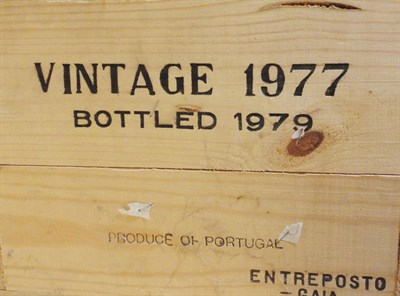 VINTAGE 1977
BOTTLED 1979
PRODUCE OF PORTUGAL
ENTREPOSTO
- GAIA